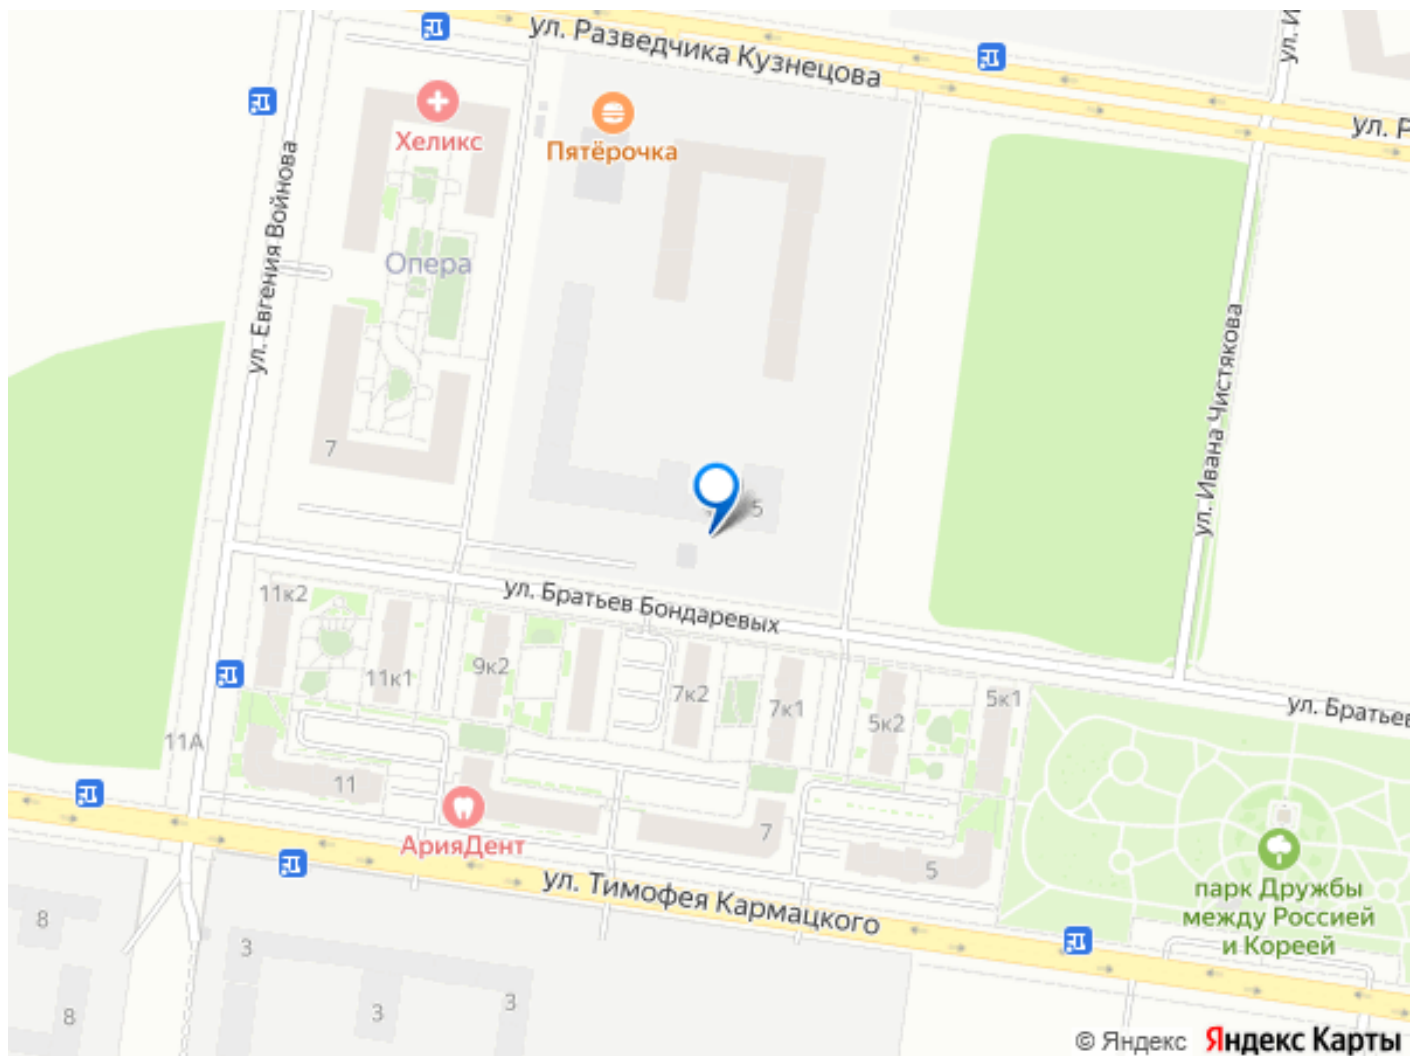 ул. Разведчика Кузнецова
ул. И
ул. Р
Хеликс
Пятёрочка
ул. Евгения Войнова
Опера
ул. Ивана Чистякова
7
5
ул. Братьев Бондаревых
11к2
11к1
9к2
7к2
7к1
5к2
5к1
ул. Братьев
11А
11
АрияДент
7
5
ул. Тимофея Кармацкого
парк Дружбы
между Россией
и Кореей
8
3
3
3
8
© Яндекс Яндекс Карты